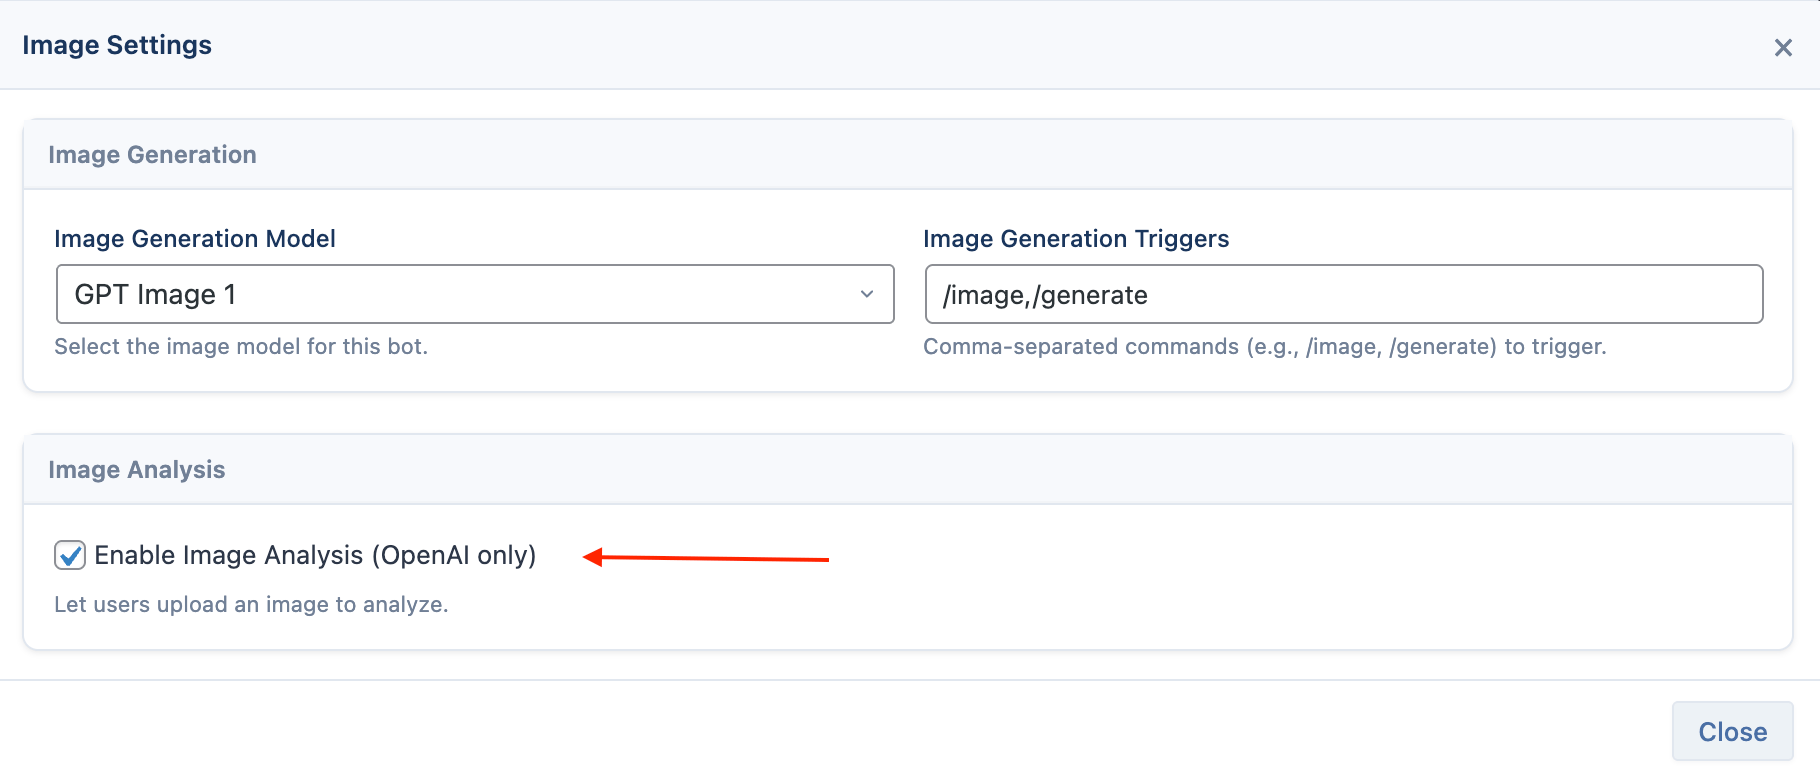 Image Settings
Image Generation
Image Generation Model
GPT Image 1
Select the image model for this bot.
Image Generation Triggers
/image,/generate
Comma-separated commands (e.g., /image, /generate) to trigger.
Image Analysis
Enable Image Analysis (OpenAI only)
Let users upload an image to analyze.
Close